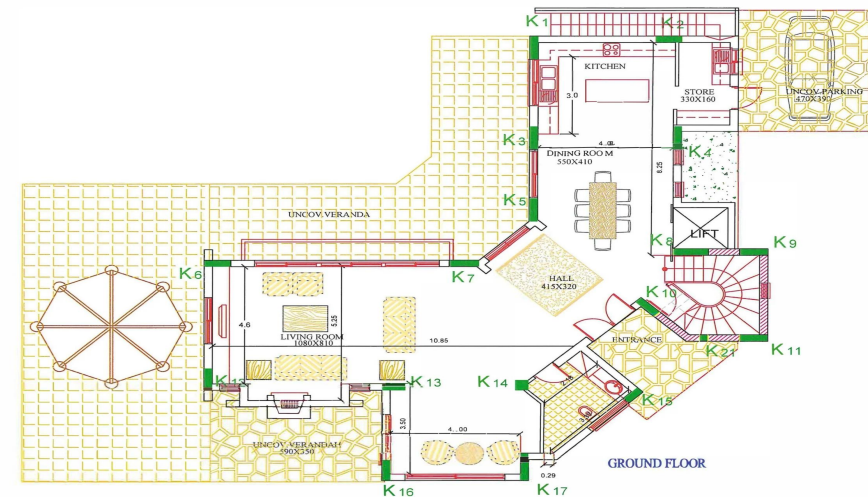 K1
K2
KITCHEN
STORE
330X160
UNCOV.PARKING
470X390
3.0
K3
4.08
K4
DINING ROOM
550X410
8.25
K5
UNCOV.VERANDA
LIFT
K8
K9
K6
K7
HALL
415X320
K10
4.6
5.25
LIVING ROOM
1080X810
10.85
ENTRANCE
K21
K11
K12
K13
K14
K15
3.50
4.00
UNCOV.VERANDAH
590X350
GROUND FLOOR
0.29
K16
K17